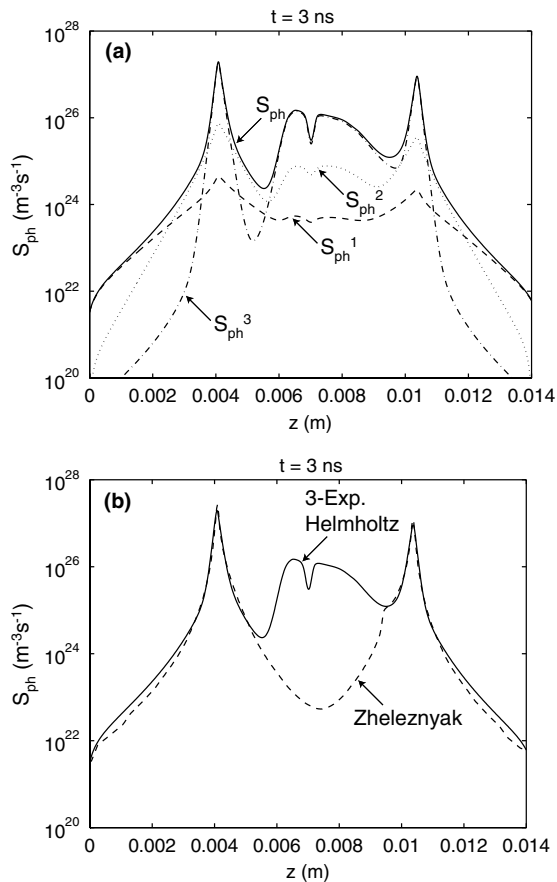 t = 3 ns
(a)
10^28
10^26
10^24
10^22
10^20
S_ph (m^-3 s^-1)
S_ph
S_ph^2
S_ph^1
S_ph^3
0 0.002 0.004 0.006 0.008 0.01 0.012 0.014
z (m)
t = 3 ns
(b)
10^28
10^26
10^24
10^22
10^20
S_ph (m^-3 s^-1)
3-Exp.
Helmholtz
Zheleznyak
0 0.002 0.004 0.006 0.008 0.01 0.012 0.014
z (m)